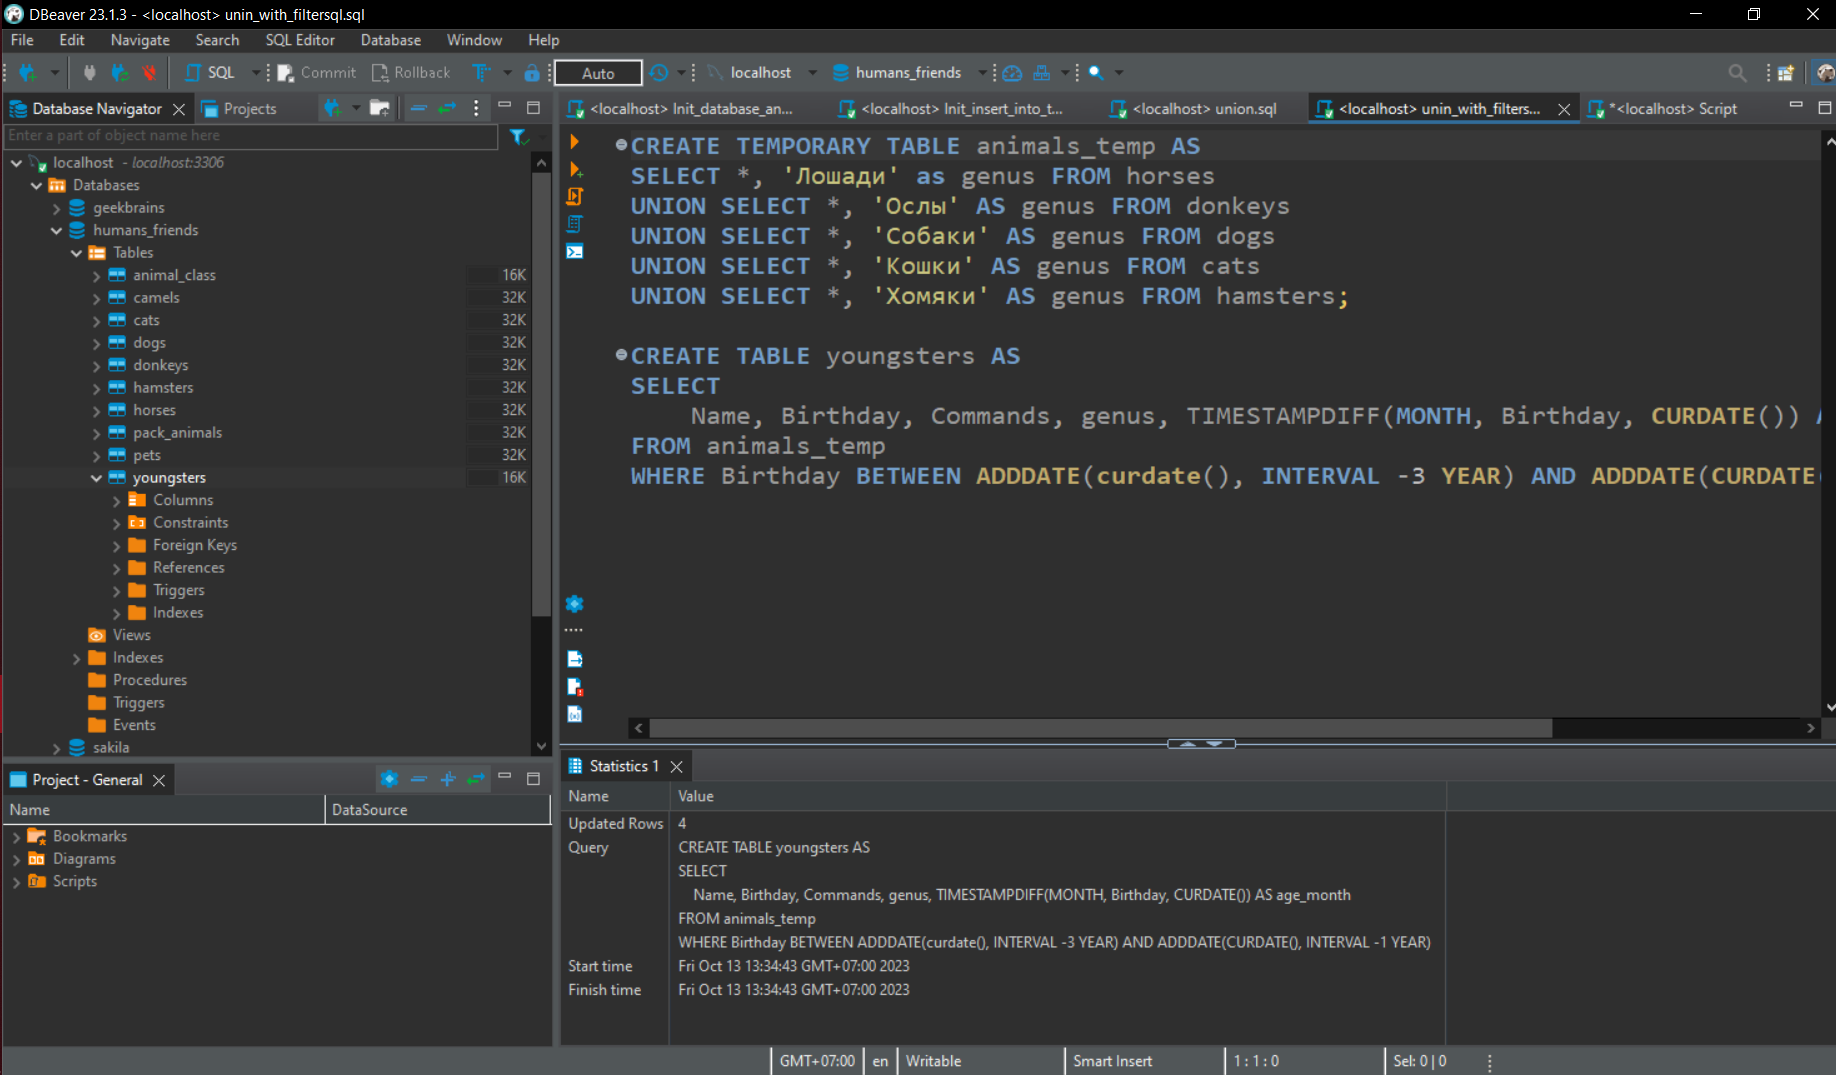 DBeaver 23.1.3 - <localhost> unin_with_filtersql.sql
File Edit Navigate Search SQL Editor Database Window Help
SQL Commit Rollback Auto localhost humans_friends
Database Navigator Projects
Enter a part of object name here
localhost - localhost:3306
Databases
geekbrains
humans_friends
Tables
animal_class 16K
camels 32K
cats 32K
dogs 32K
donkeys 32K
hamsters 32K
horses 32K
pack_animals 32K
pets 32K
youngsters 16K
Columns
Constraints
Foreign Keys
References
Triggers
Indexes
Views
Indexes
Procedures
Triggers
Events
sakila
Project - General
Name DataSource
Bookmarks
Diagrams
Scripts
<localhost> Init_database_an... <localhost> Init_insert_into_t... <localhost> union.sql <localhost> unin_with_filters... *<localhost> Script
CREATE TEMPORARY TABLE animals_temp AS
SELECT *, 'Лошади' as genus FROM horses
UNION SELECT *, 'Ослы' AS genus FROM donkeys
UNION SELECT *, 'Собаки' AS genus FROM dogs
UNION SELECT *, 'Кошки' AS genus FROM cats
UNION SELECT *, 'Хомяки' AS genus FROM hamsters;
CREATE TABLE youngsters AS
SELECT
Name, Birthday, Commands, genus, TIMESTAMPDIFF(MONTH, Birthday, CURDATE())
FROM animals_temp
WHERE Birthday BETWEEN ADDDATE(curdate(), INTERVAL -3 YEAR) AND ADDDATE(CURDATE
Statistics 1
Name Value
Updated Rows 4
Query CREATE TABLE youngsters AS
SELECT
Name, Birthday, Commands, genus, TIMESTAMPDIFF(MONTH, Birthday, CURDATE()) AS age_month
FROM animals_temp
WHERE Birthday BETWEEN ADDDATE(curdate(), INTERVAL -3 YEAR) AND ADDDATE(CURDATE(), INTERVAL -1 YEAR)
Start time Fri Oct 13 13:34:43 GMT+07:00 2023
Finish time Fri Oct 13 13:34:43 GMT+07:00 2023
GMT+07:00 en Writable Smart Insert 1 : 1 : 0 Sel: 0 | 0